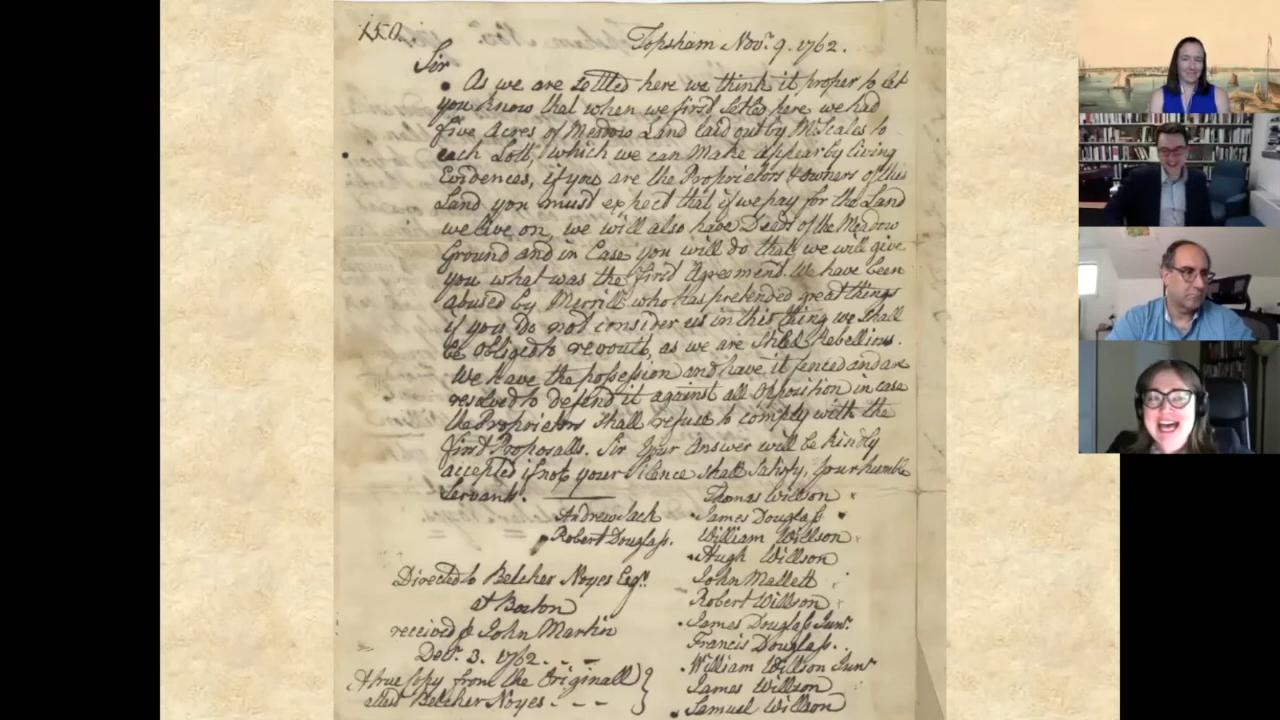 150
Topsham Novr. 9. 1762.
Sir
As we are settled here we think it proper to let
you know that when we first Setled here we had
five Acres of Meadow Land laid out by Mr Scales to
each Lott, which we can Make appear by living
Evidences, if you are the Proprietors & owners of this
Land you must expect that if we pay for the Land
we live on, we will also have Deeds of the Meadow
Ground and in Case you will do that we will give
you what was the first Agreement. We have been
abused by Merrill who has pretended great things
if you do not consider us in this thing we Shall
be obliged to revoult, as we are Stiled Rebellious.
We have the possession and have it fenced and are
resolved to defend it against all Opposition in case
the Proprietors Shall refuse to comply with the
first Proposalls. Sir Your Answer will be kindly
accepted if not your Silence shall Satisfy, your humble
Servants.
Thomas Willson
Andrew Jack
James Douglass
Robert Douglass.
William Willson
Hugh Willson
John Mallett
Robert Willson
James Douglass Junr.
Francis Douglass.
William Willson Junr
James Willson
Samuel Willson
Directed to Belcher Noyes Esqr.
at Boston
received p John Martin
Decr. 3. 1762.
A true Copy from the Originall
attest Belcher Noyes.